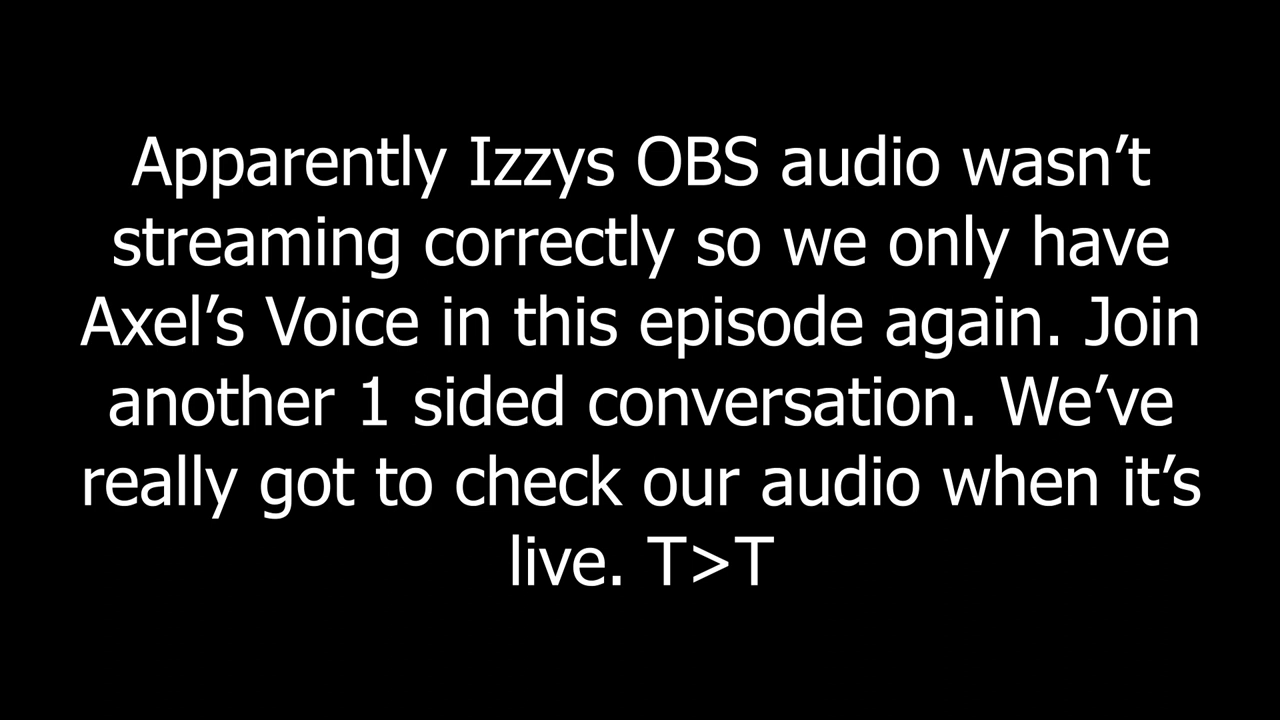 Apparently Izzys OBS audio wasn’t
streaming correctly so we only have
Axel’s Voice in this episode again. Join
another 1 sided conversation. We’ve
really got to check our audio when it’s
live. T>T